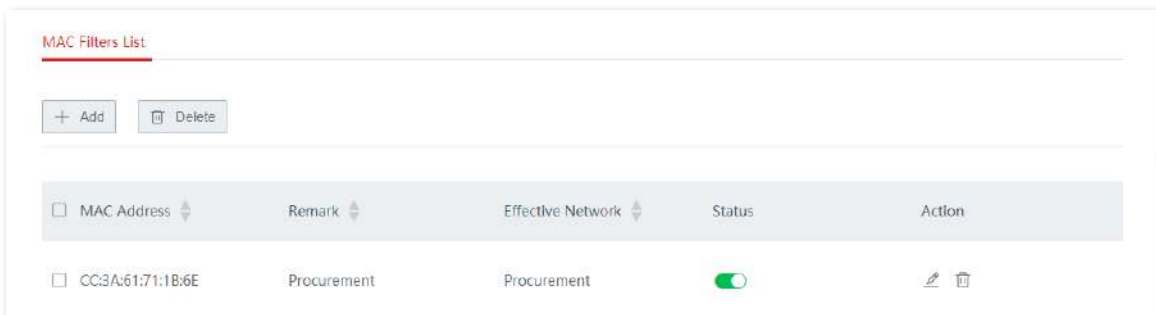 MAC Filters List
Add Delete
MAC Address Remark Effective Network Status Action
CC:3A:61:71:1B:6E Procurement Procurement